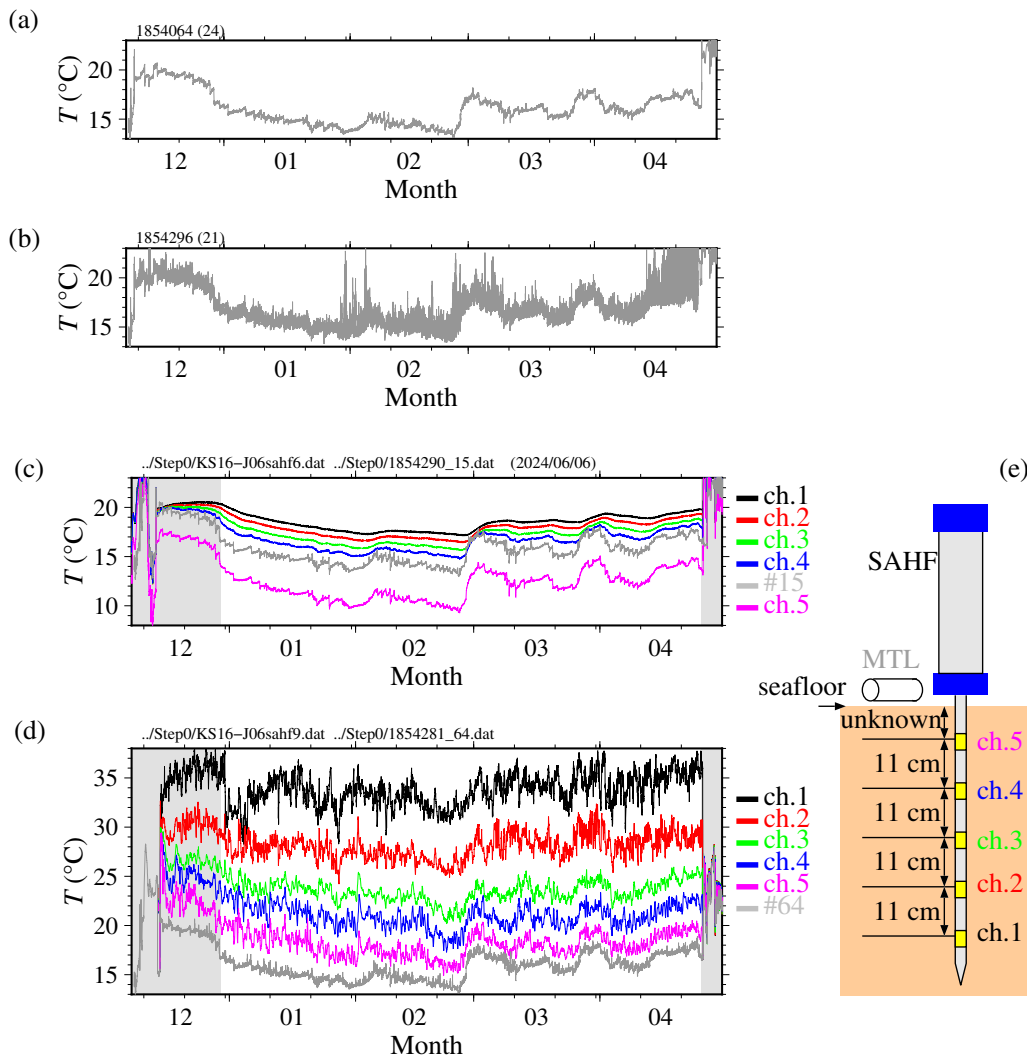 (a)
1854064 (24)
T (°C)
20
15
12 01 02 03 04
Month
(b)
1854296 (21)
T (°C)
20
15
12 01 02 03 04
Month
(c)
../Step0/KS16−J06sahf6.dat ../Step0/1854290_15.dat (2024/06/06)
T (°C)
20
15
10
12 01 02 03 04
Month
ch.1
ch.2
ch.3
ch.4
#15
ch.5
(d)
../Step0/KS16−J06sahf9.dat ../Step0/1854281_64.dat
T (°C)
35
30
25
20
15
12 01 02 03 04
Month
ch.1
ch.2
ch.3
ch.4
ch.5
#64
(e)
SAHF
MTL
seafloor
unknown
ch.5
11 cm
ch.4
11 cm
ch.3
11 cm
ch.2
11 cm
ch.1